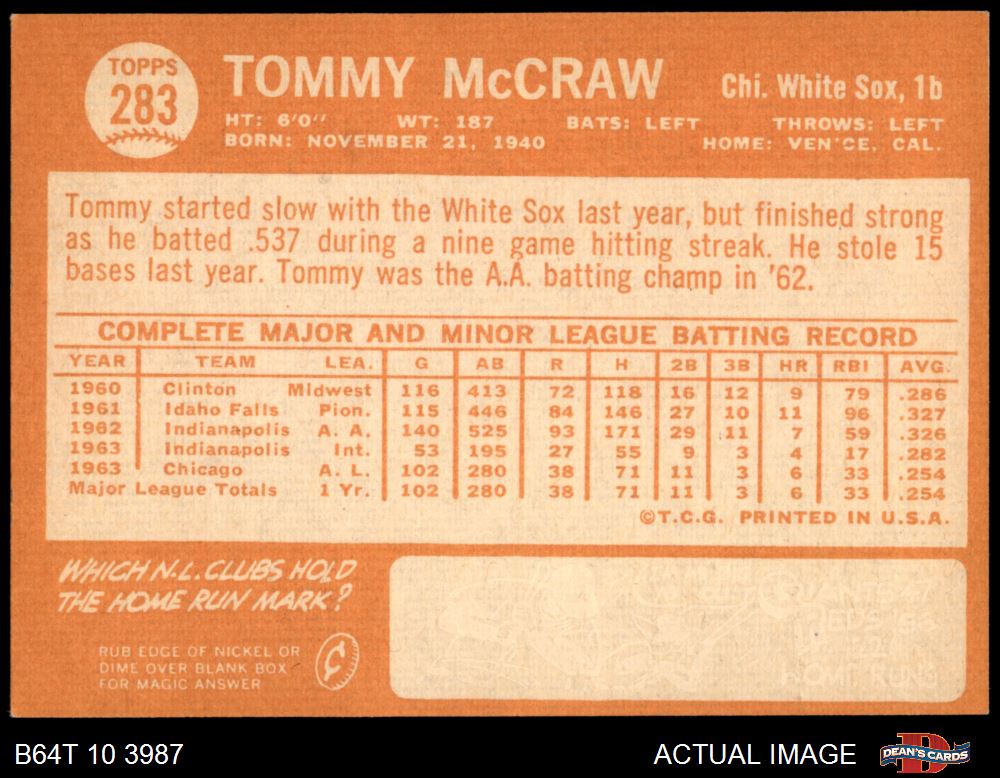 TOPPS
283
TOMMY McCRAW
Chi. White Sox, 1b
HT: 6'0" WT: 187 BATS: LEFT THROWS: LEFT
BORN: NOVEMBER 21, 1940 HOME: VEN'CE, CAL.
Tommy started slow with the White Sox last year, but finished strong
as he batted .537 during a nine game hitting streak. He stole 15
bases last year. Tommy was the A.A. batting champ in '62.
COMPLETE MAJOR AND MINOR LEAGUE BATTING RECORD
YEAR TEAM LEA. G AB R H 2B 3B HR RBI AVG.
1960 Clinton Midwest 116 413 72 118 16 12 9 79 .286
1961 Idaho Falls Pion. 115 446 84 146 27 10 11 96 .327
1962 Indianapolis A. A. 140 525 93 171 29 11 7 59 .326
1963 Indianapolis Int. 53 195 27 55 9 3 4 17 .282
1963 Chicago A. L. 102 280 38 71 11 3 6 33 .254
Major League Totals 1 Yr. 102 280 38 71 11 3 6 33 .254
©T.C.G. PRINTED IN U.S.A.
WHICH N.L. CLUBS HOLD
THE HOME RUN MARK?
RUB EDGE OF NICKEL OR
DIME OVER BLANK BOX
FOR MAGIC ANSWER
¢
HOME RUNS
B64T 10 3987
ACTUAL IMAGE
DEAN'S CARDS